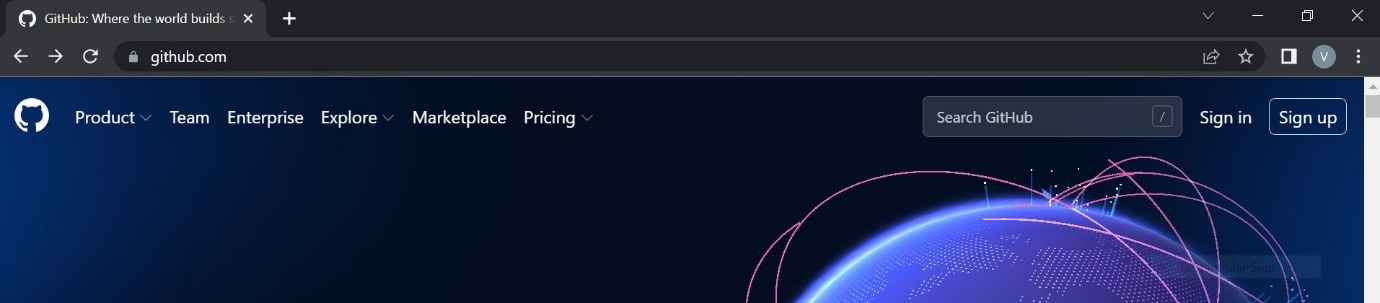 GitHub: Where the world builds s
github.com
V
Product Team Enterprise Explore Marketplace Pricing Search GitHub / Sign in Sign up